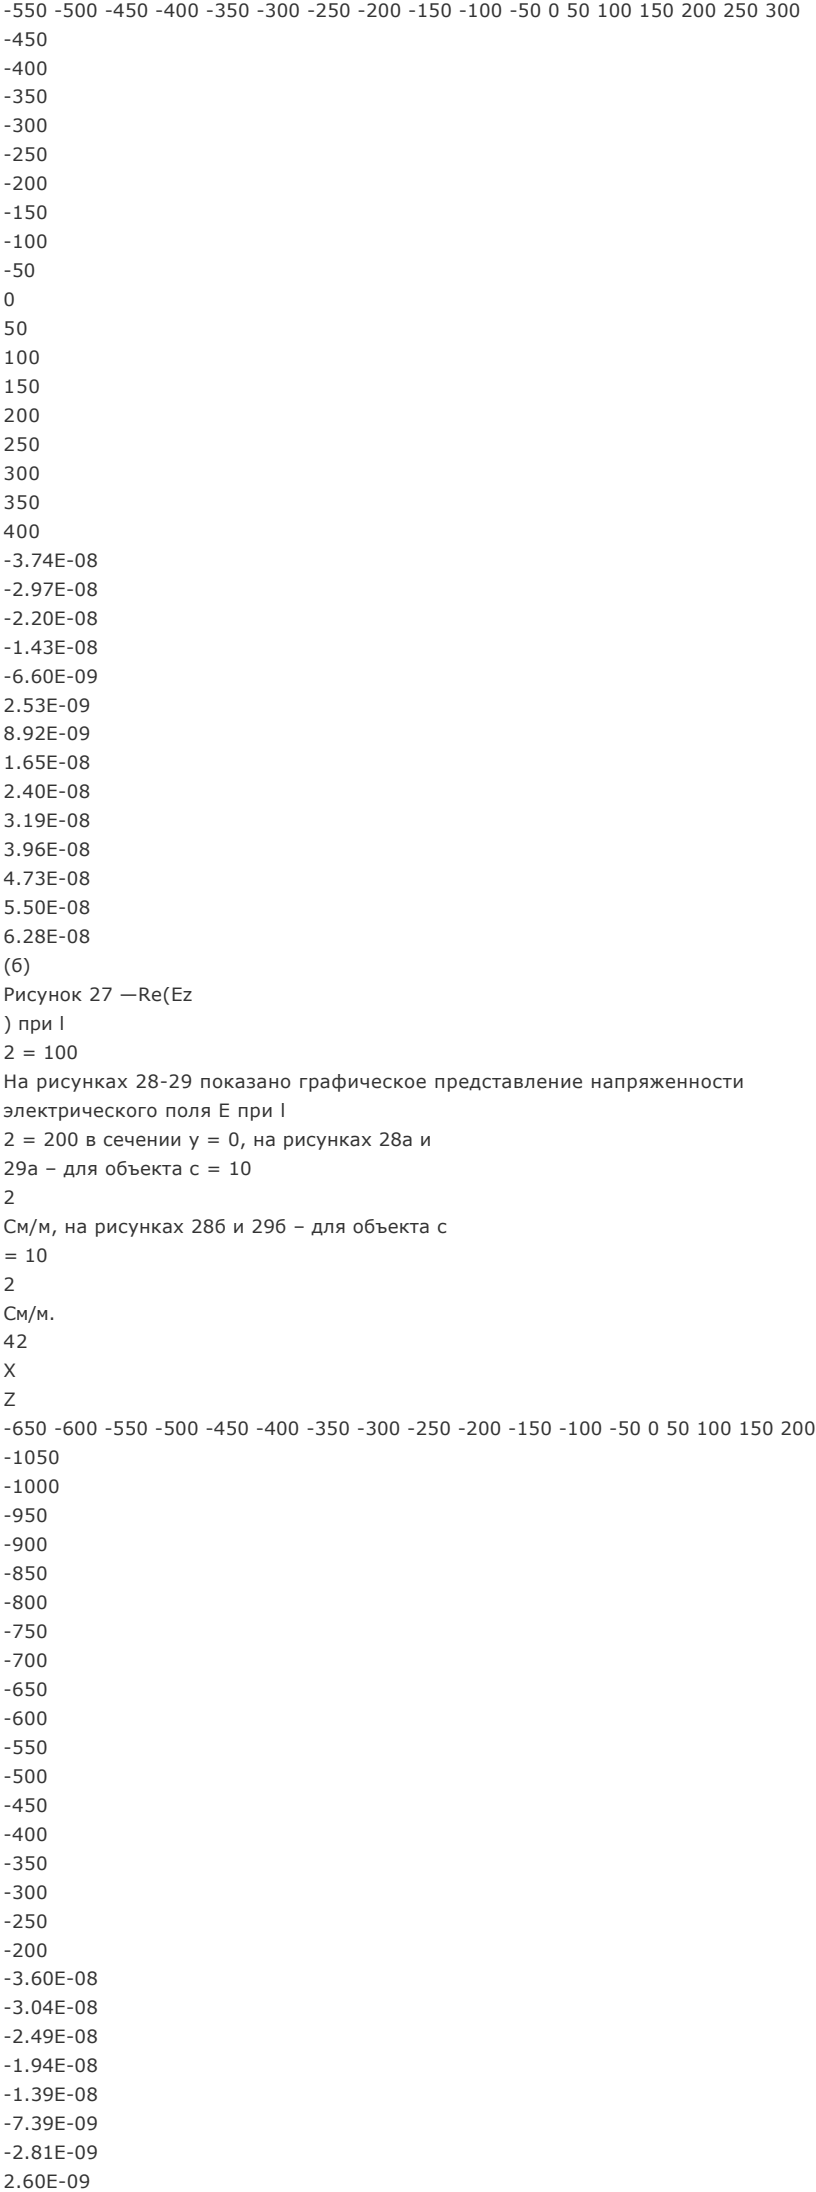 -550 -500 -450 -400 -350 -300 -250 -200 -150 -100 -50 0 50 100 150 200 250 300
-450
-400
-350
-300
-250
-200
-150
-100
-50
0
50
100
150
200
250
300
350
400
-3.74E-08
-2.97E-08
-2.20E-08
-1.43E-08
-6.60E-09
2.53E-09
8.92E-09
1.65E-08
2.40E-08
3.19E-08
3.96E-08
4.73E-08
5.50E-08
6.28E-08
(б)
Рисунок 27 —Re(Ez
) при l
2 = 100
На рисунках 28-29 показано графическое представление напряженности
электрического поля E при l
2 = 200 в сечении y = 0, на рисунках 28а и
29а – для объекта с = 10
2
См/м, на рисунках 28б и 29б – для объекта с
= 10
2
См/м.
42
X
Z
-650 -600 -550 -500 -450 -400 -350 -300 -250 -200 -150 -100 -50 0 50 100 150 200
-1050
-1000
-950
-900
-850
-800
-750
-700
-650
-600
-550
-500
-450
-400
-350
-300
-250
-200
-3.60E-08
-3.04E-08
-2.49E-08
-1.94E-08
-1.39E-08
-7.39E-09
-2.81E-09
2.60E-09